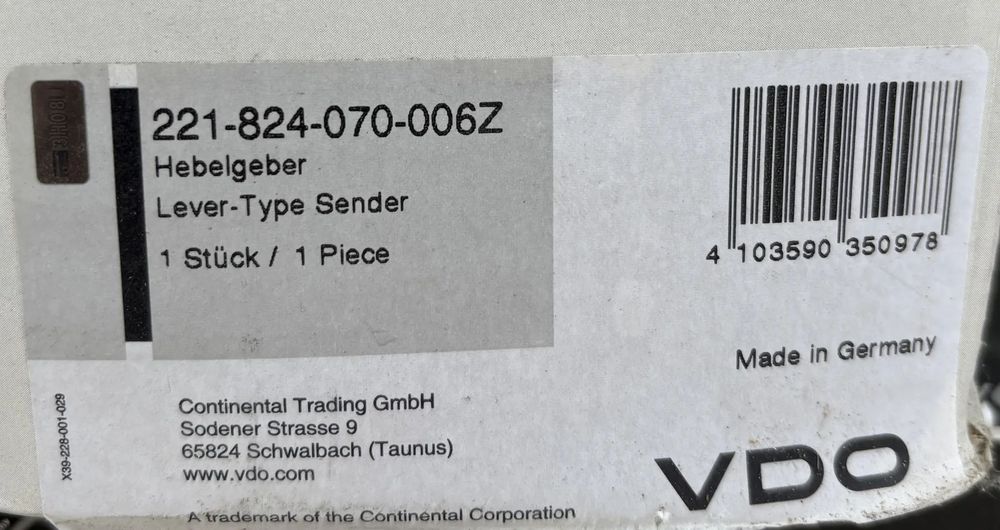 221-824-070-006Z
Hebelgeber
Lever-Type Sender
1 Stück / 1 Piece
4 103590 350978
Made in Germany
X39-228-001-029
Continental Trading GmbH
Sodener Strasse 9
65824 Schwalbach (Taunus)
www.vdo.com
A trademark of the Continental Corporation
VDO